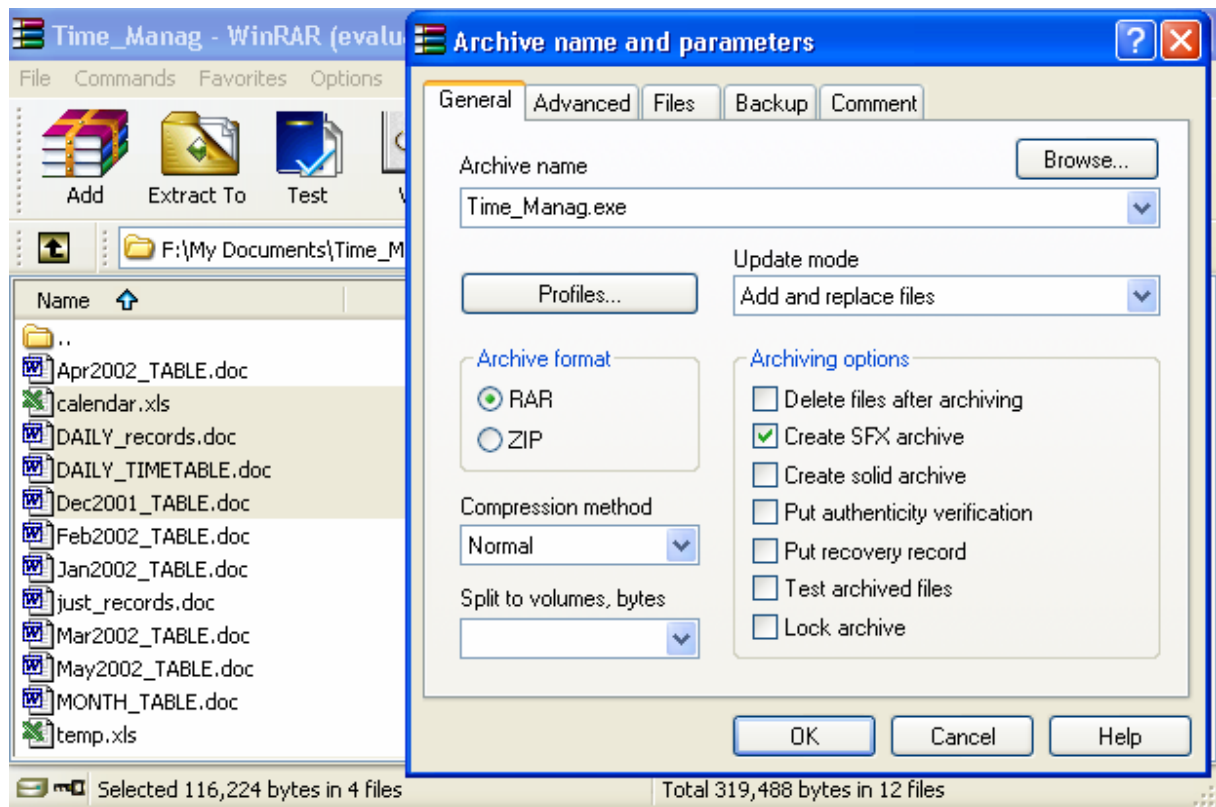 Time_Manag - WinRAR (evalu
File Commands Favorites Options
Add Extract To Test
F:\My Documents\Time_M
Name
..
Apr2002_TABLE.doc
calendar.xls
DAILY_records.doc
DAILY_TIMETABLE.doc
Dec2001_TABLE.doc
Feb2002_TABLE.doc
Jan2002_TABLE.doc
just_records.doc
Mar2002_TABLE.doc
May2002_TABLE.doc
MONTH_TABLE.doc
temp.xls
Selected 116,224 bytes in 4 files
Total 319,488 bytes in 12 files
Archive name and parameters
General Advanced Files Backup Comment
Archive name
Browse...
Time_Manag.exe
Update mode
Profiles...
Add and replace files
Archive format
RAR
ZIP
Compression method
Normal
Split to volumes, bytes
Archiving options
Delete files after archiving
Create SFX archive
Create solid archive
Put authenticity verification
Put recovery record
Test archived files
Lock archive
OK Cancel Help